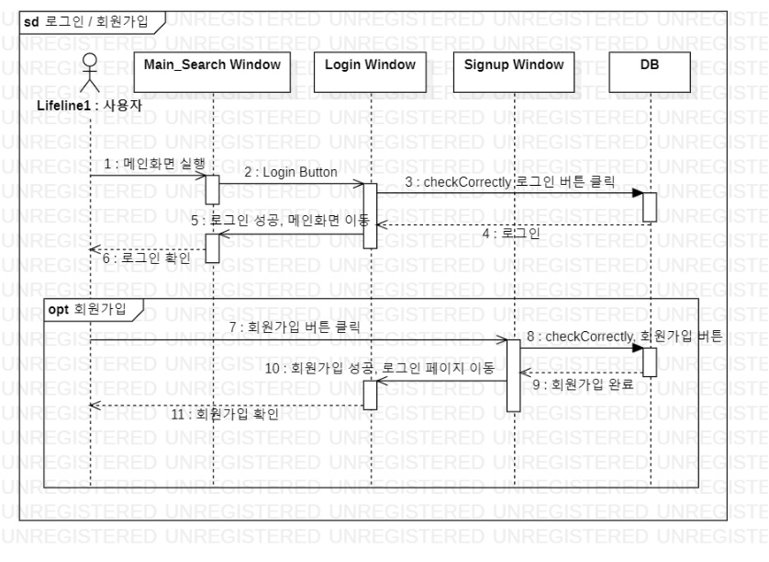 sd 로그인 / 회원가입
Main_Search Window
Login Window
Signup Window
DB
Lifeline1 : 사용자
1 : 메인화면 실행
2 : Login Button
3 : checkCorrectly 로그인 버튼 클릭
5 : 로그인 성공, 메인화면 이동
4 : 로그인
6 : 로그인 확인
opt 회원가입
7 : 회원가입 버튼 클릭
8 : checkCorrectly, 회원가입 버튼
10 : 회원가입 성공, 로그인 페이지 이동
9 : 회원가입 완료
11 : 회원가입 확인
UNREGISTERED